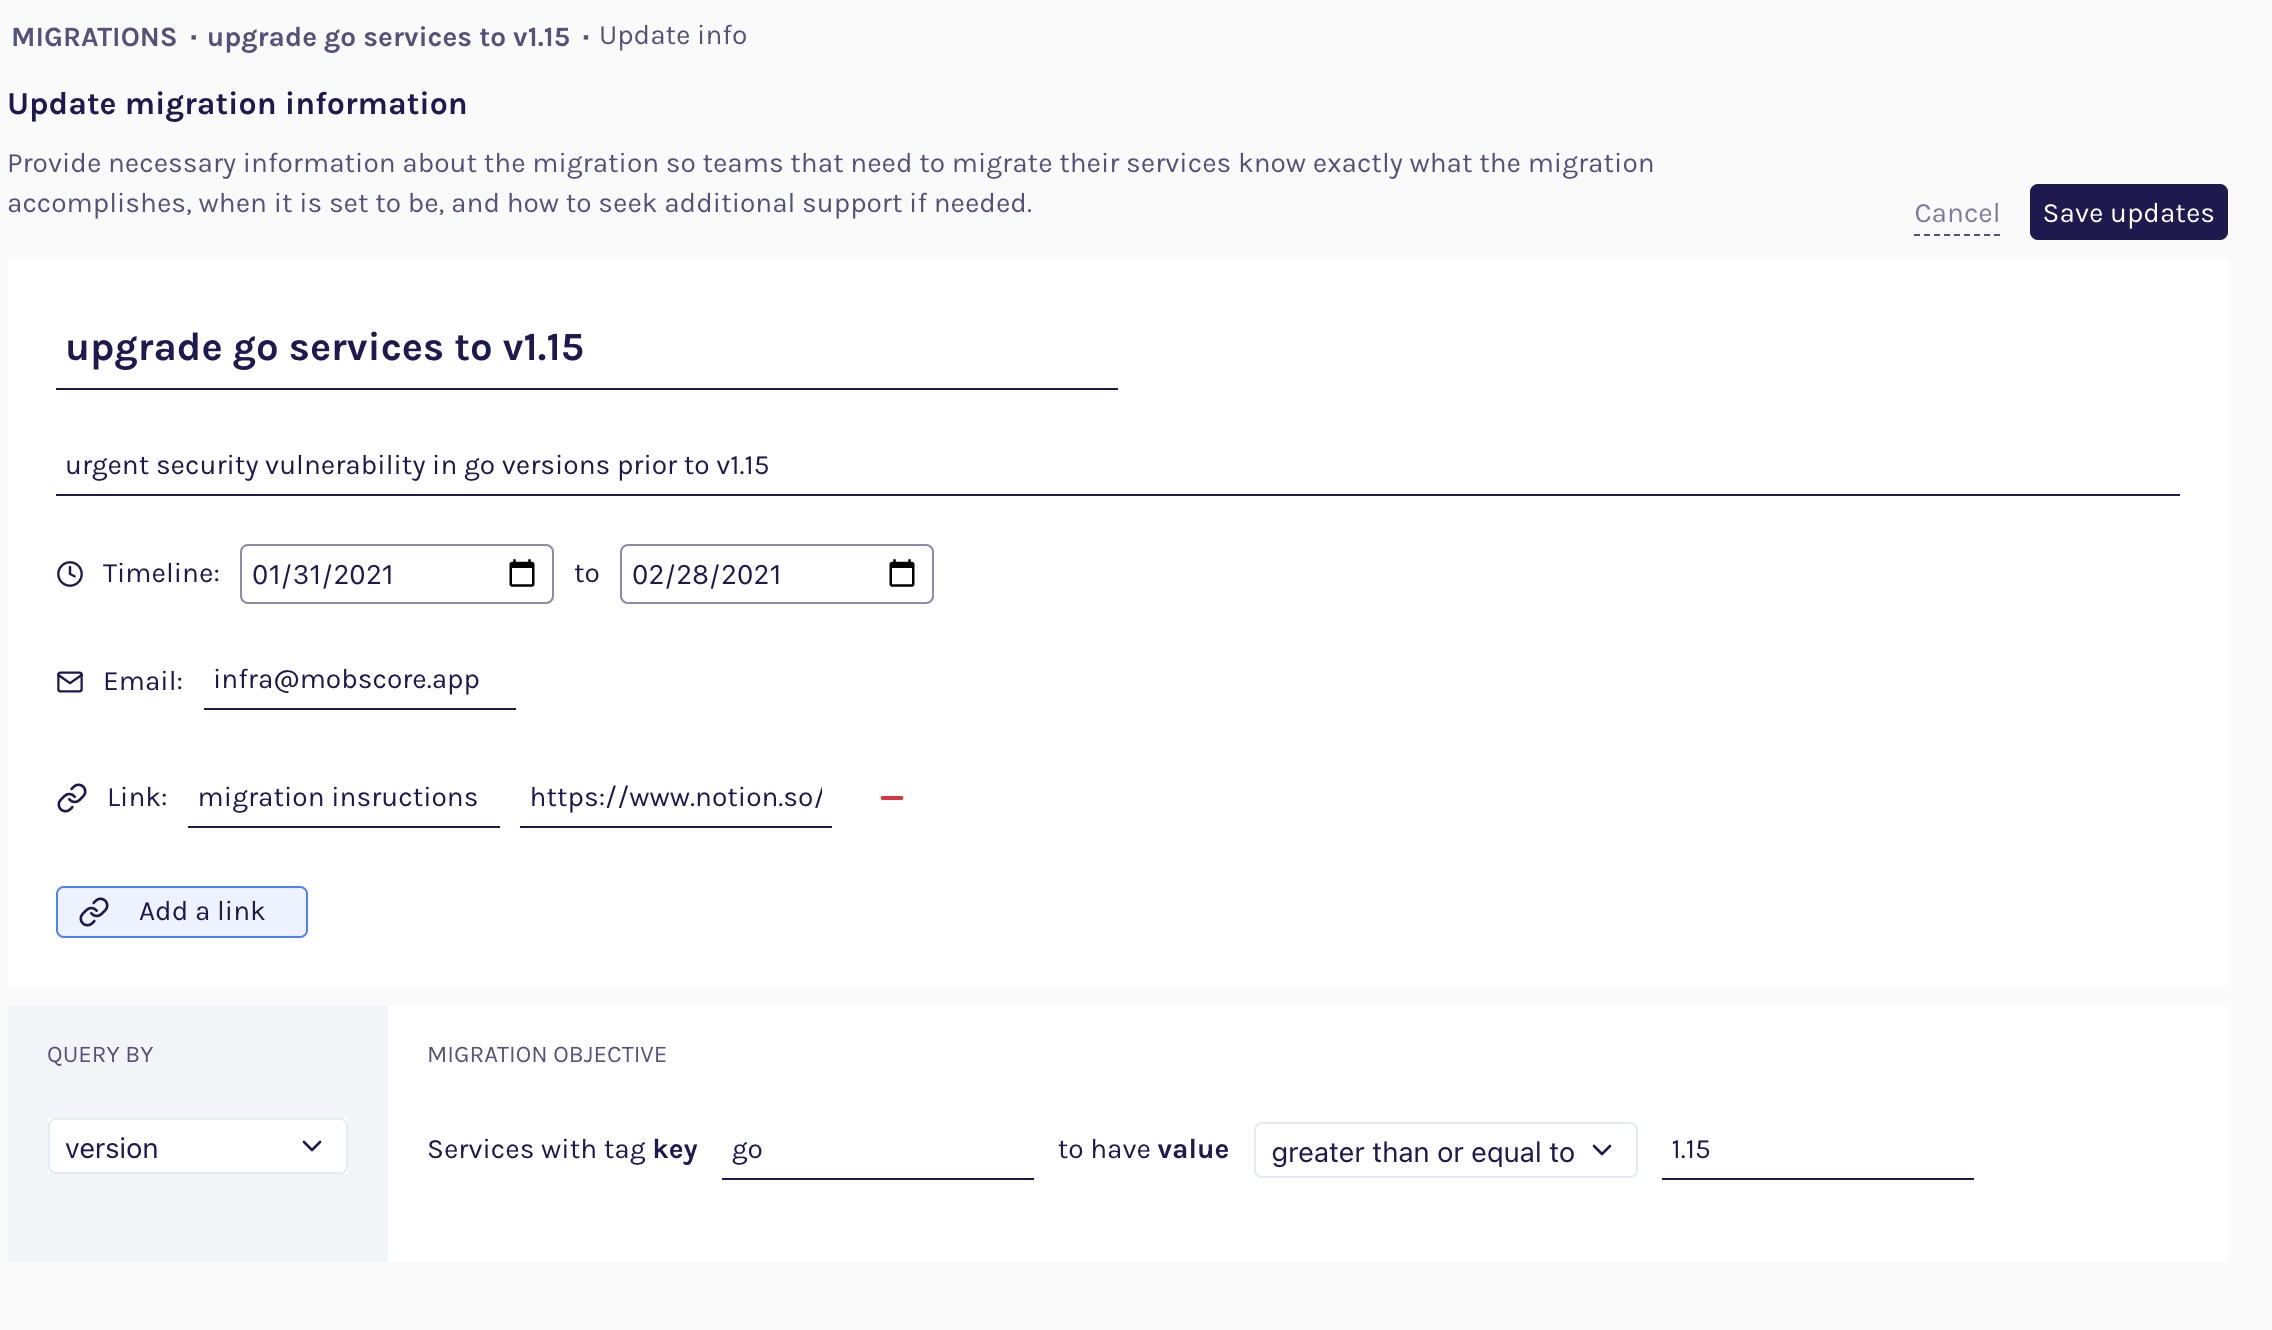 MIGRATIONS · upgrade go services to v1.15 · Update info
Update migration information
Provide necessary information about the migration so teams that need to migrate their services know exactly what the migration
accomplishes, when it is set to be, and how to seek additional support if needed.
Cancel Save updates
upgrade go services to v1.15
urgent security vulnerability in go versions prior to v1.15
Timeline: 01/31/2021 to 02/28/2021
Email: infra@mobscore.app
Link: migration insructions https://www.notion.so/
Add a link
QUERY BY MIGRATION OBJECTIVE
version Services with tag key go to have value greater than or equal to 1.15